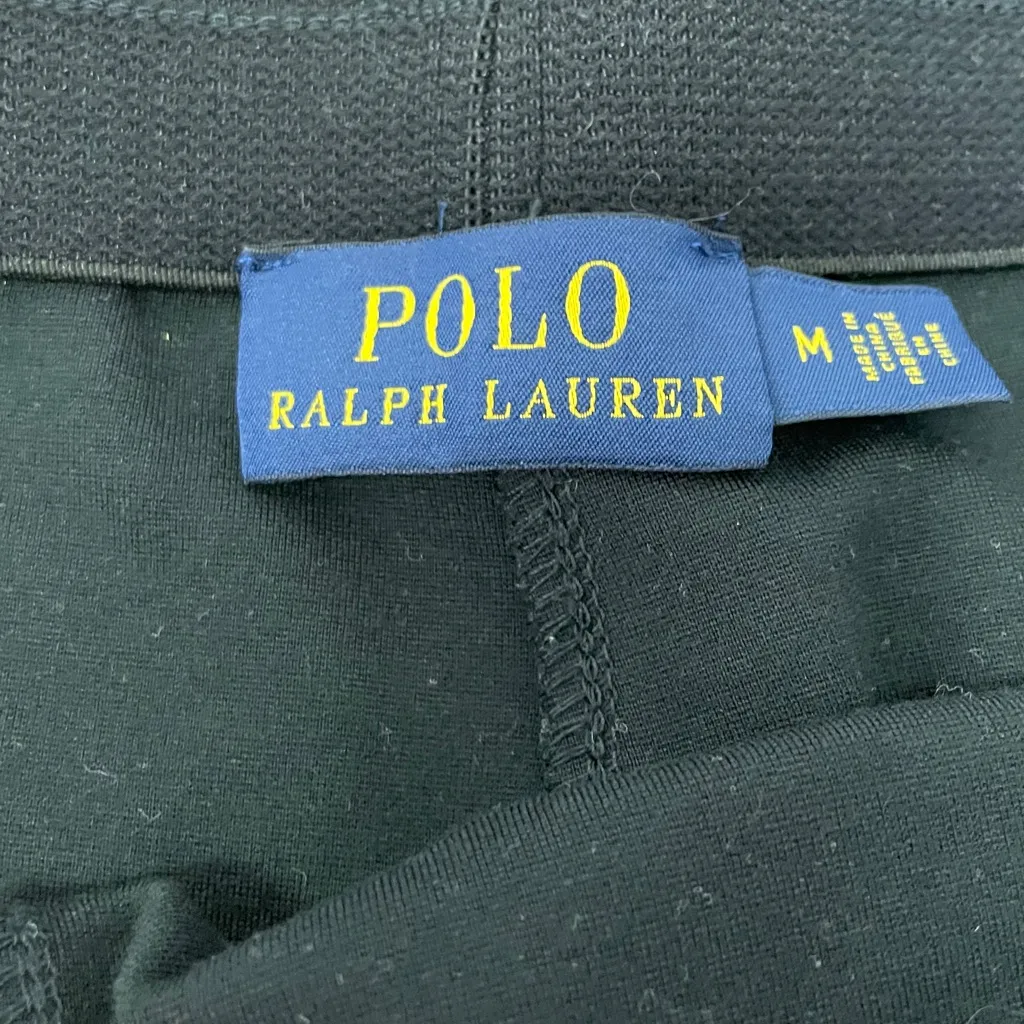 POLO
RALPH LAUREN
M
MADE IN
CHINA
FABRIQUÉ
EN
CHINE